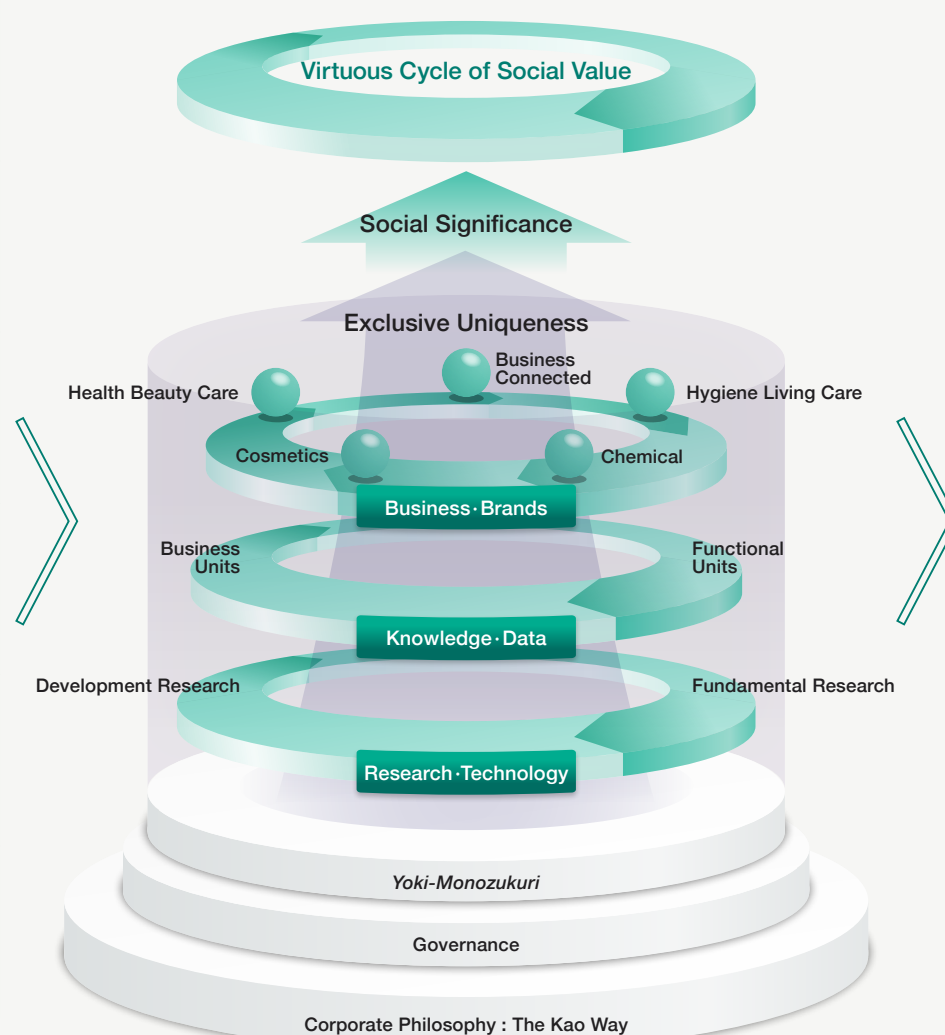 Virtuous Cycle of Social Value
Social Significance
Exclusive Uniqueness
Business
Connected
Health Beauty Care
Hygiene Living Care
Cosmetics
Chemical
Business·Brands
Business
Units
Functional
Units
Knowledge·Data
Development Research
Fundamental Research
Research·Technology
Yoki-Monozukuri
Governance
Corporate Philosophy : The Kao Way